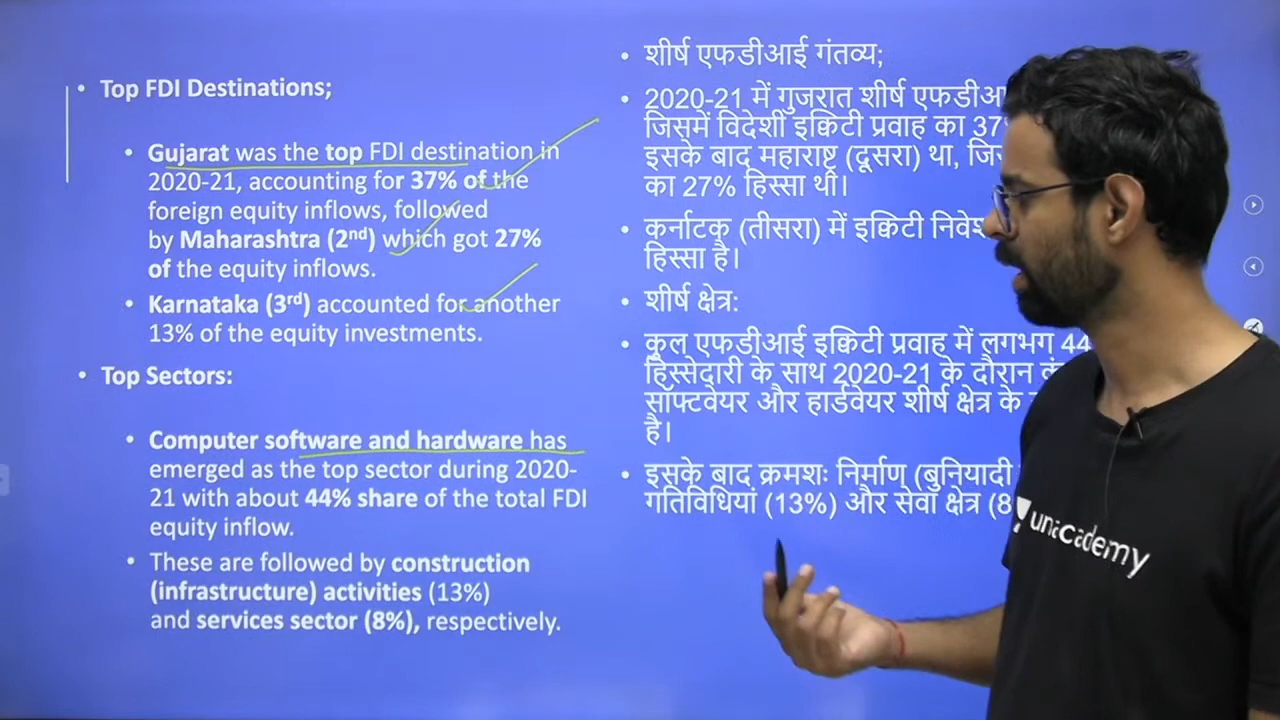 Top FDI Destinations;
Gujarat was the top FDI destination in
2020-21, accounting for 37% of the
foreign equity inflows, followed
by Maharashtra (2nd) which got 27%
of the equity inflows.
Karnataka (3rd) accounted for another
13% of the equity investments.
Top Sectors:
Computer software and hardware has
emerged as the top sector during 2020-
21 with about 44% share of the total FDI
equity inflow.
These are followed by construction
(infrastructure) activities (13%)
and services sector (8%), respectively.
शीर्ष एफडीआई गंतव्य;
2020-21 में गुजरात शीर्ष
जिसमें विदेशी इक्विटी प्रवाह का
इसके बाद महाराष्ट्र (दूसरा) था,
का 27% हिस्सा था।
कर्नाटक (तीसरा) में इक्विटी
हिस्सा है।
शीर्ष क्षेत्र:
कुल एफडीआई इक्विटी प्रवाह में लगभग 44
हिस्सेदारी के साथ 2020-21 के दौरान
सॉफ्टवेयर और हार्डवेयर शीर्ष क्षेत्र के
है।
इसके बाद क्रमशः निर्माण (बुनियादी
गतिविधियां (13%) और सेवा क्षेत्र (8
unacademy